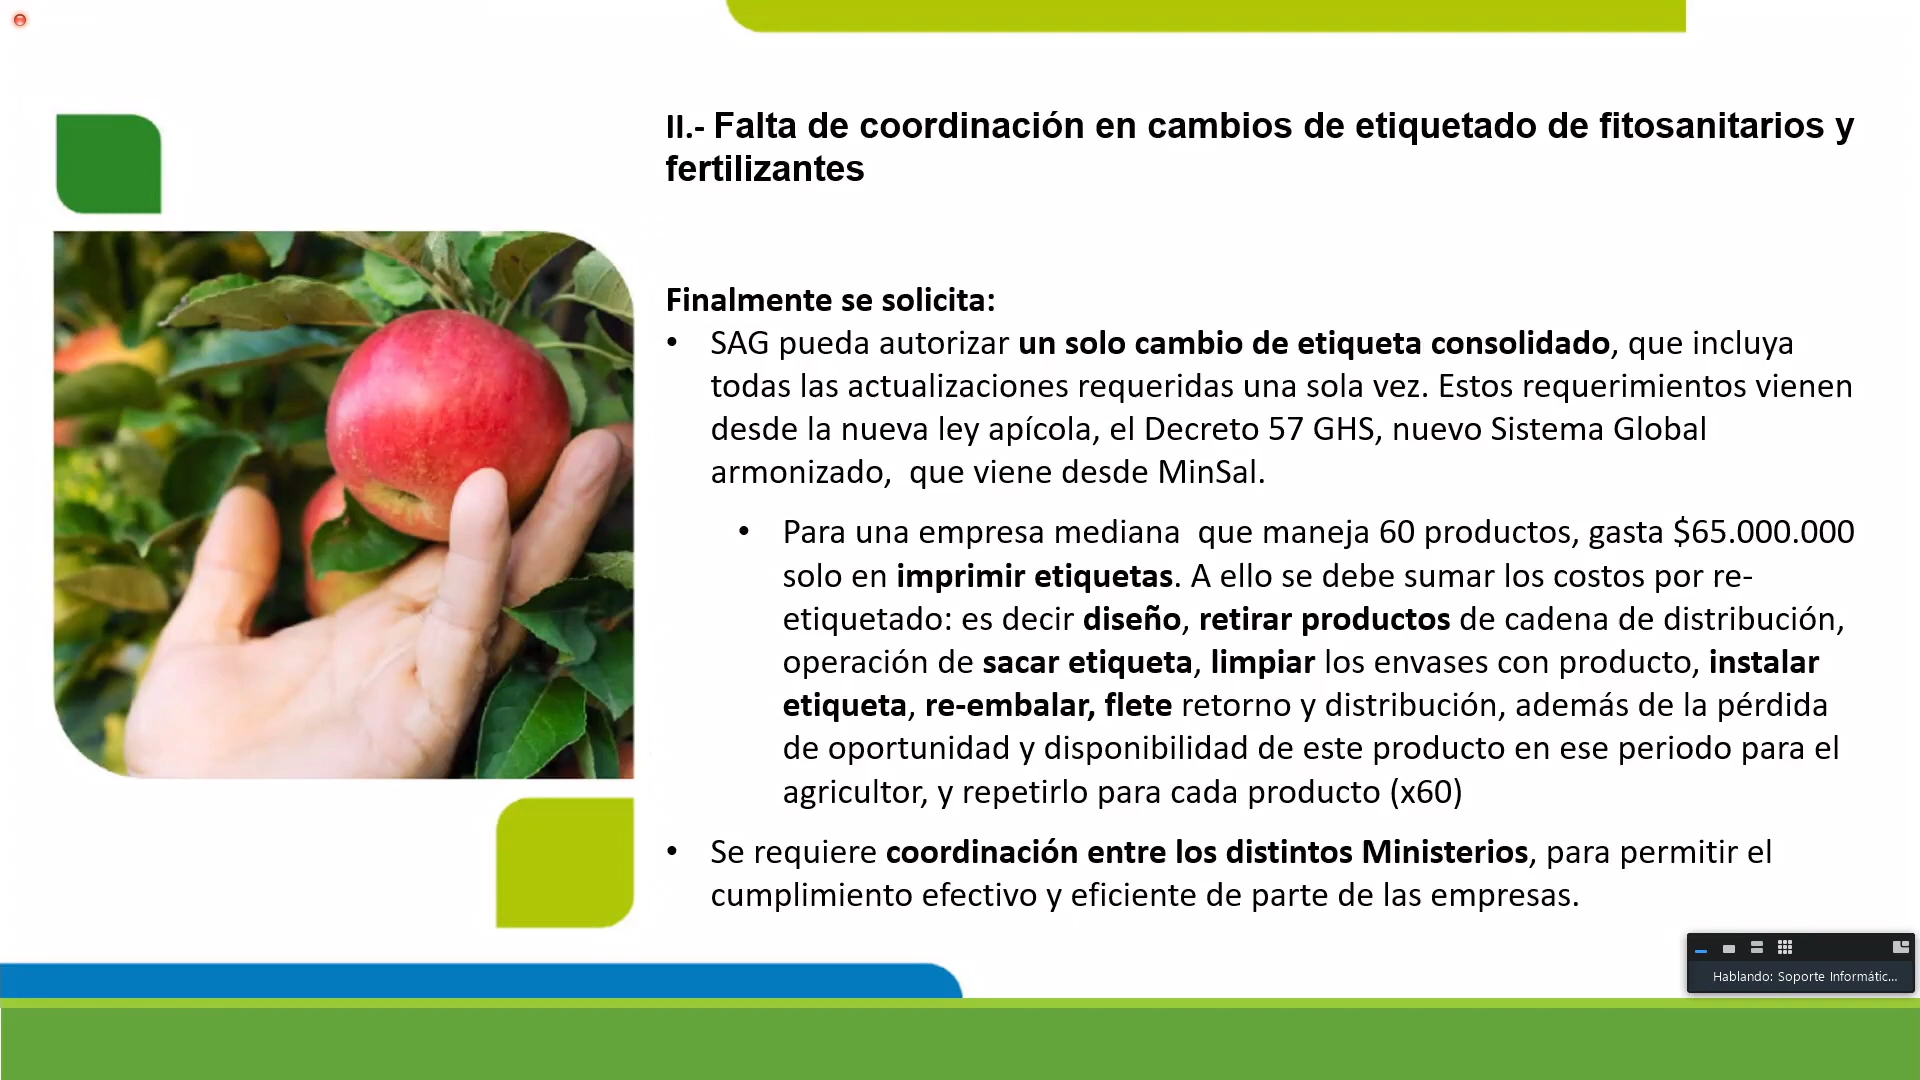 II.- Falta de coordinación en cambios de etiquetado de fitosanitarios y
fertilizantes
Finalmente se solicita:
• SAG pueda autorizar un solo cambio de etiqueta consolidado, que incluya
todas las actualizaciones requeridas una sola vez. Estos requerimientos vienen
desde la nueva ley apícola, el Decreto 57 GHS, nuevo Sistema Global
armonizado,  que viene desde MinSal.
• Para una empresa mediana  que maneja 60 productos, gasta $65.000.000
solo en imprimir etiquetas. A ello se debe sumar los costos por re-
etiquetado: es decir diseño, retirar productos de cadena de distribución,
operación de sacar etiqueta, limpiar los envases con producto, instalar
etiqueta, re-embalar, flete retorno y distribución, además de la pérdida
de oportunidad y disponibilidad de este producto en ese periodo para el
agricultor, y repetirlo para cada producto (x60)
• Se requiere coordinación entre los distintos Ministerios, para permitir el
cumplimiento efectivo y eficiente de parte de las empresas.
Hablando: Soporte Informátic...